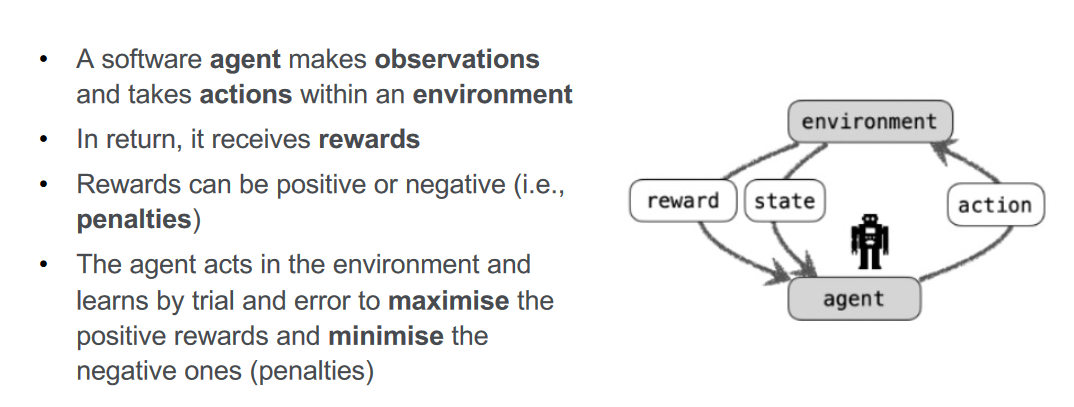 • A software agent makes observations
and takes actions within an environment
• In return, it receives rewards
• Rewards can be positive or negative (i.e.,
penalties)
• The agent acts in the environment and
learns by trial and error to maximise the
positive rewards and minimise the
negative ones (penalties)
environment
reward
state
action
agent